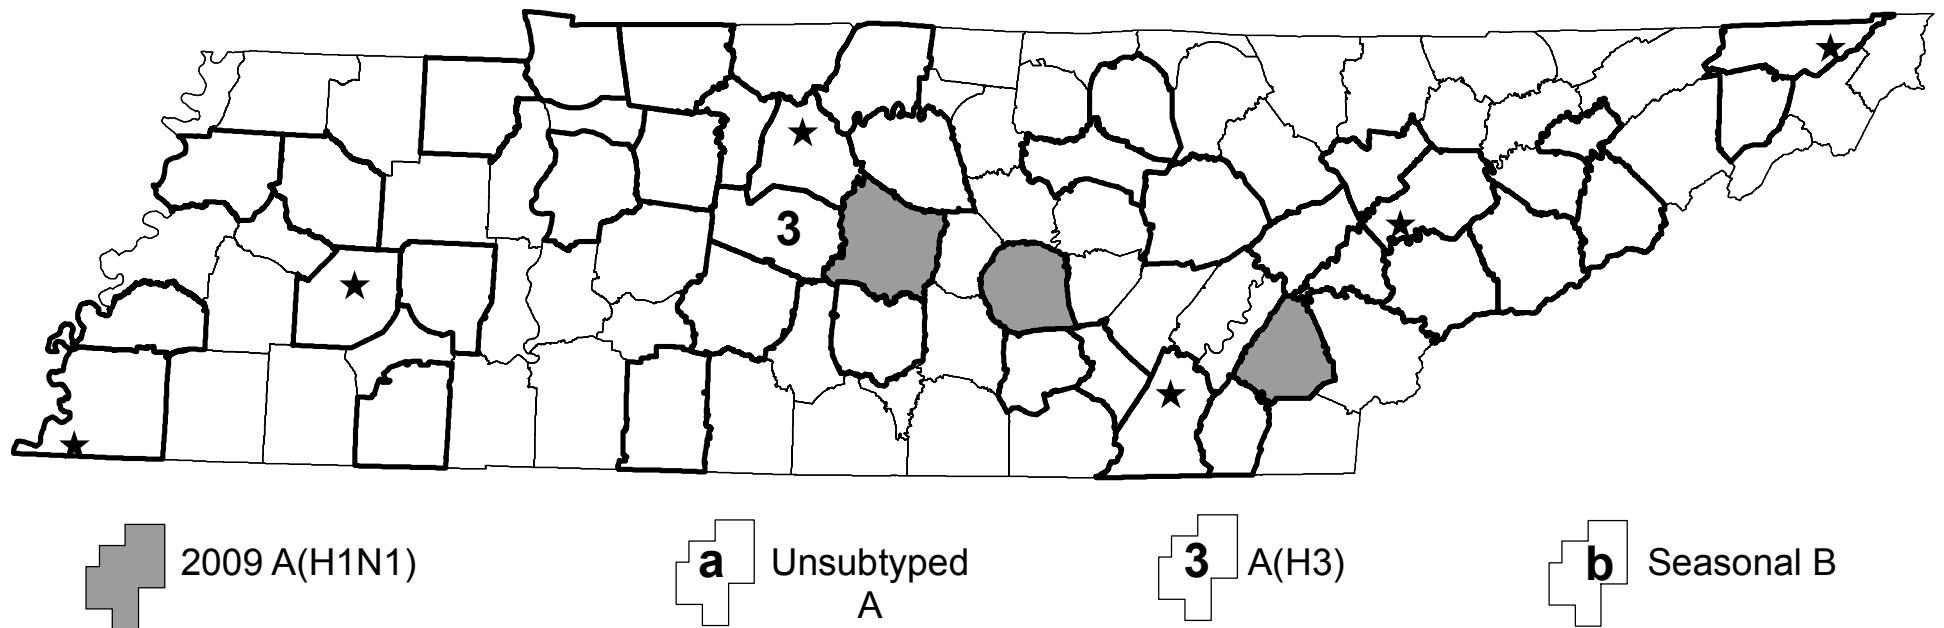 3
2009 A(H1N1)
a Unsubtyped
A
3 A(H3)
b Seasonal B